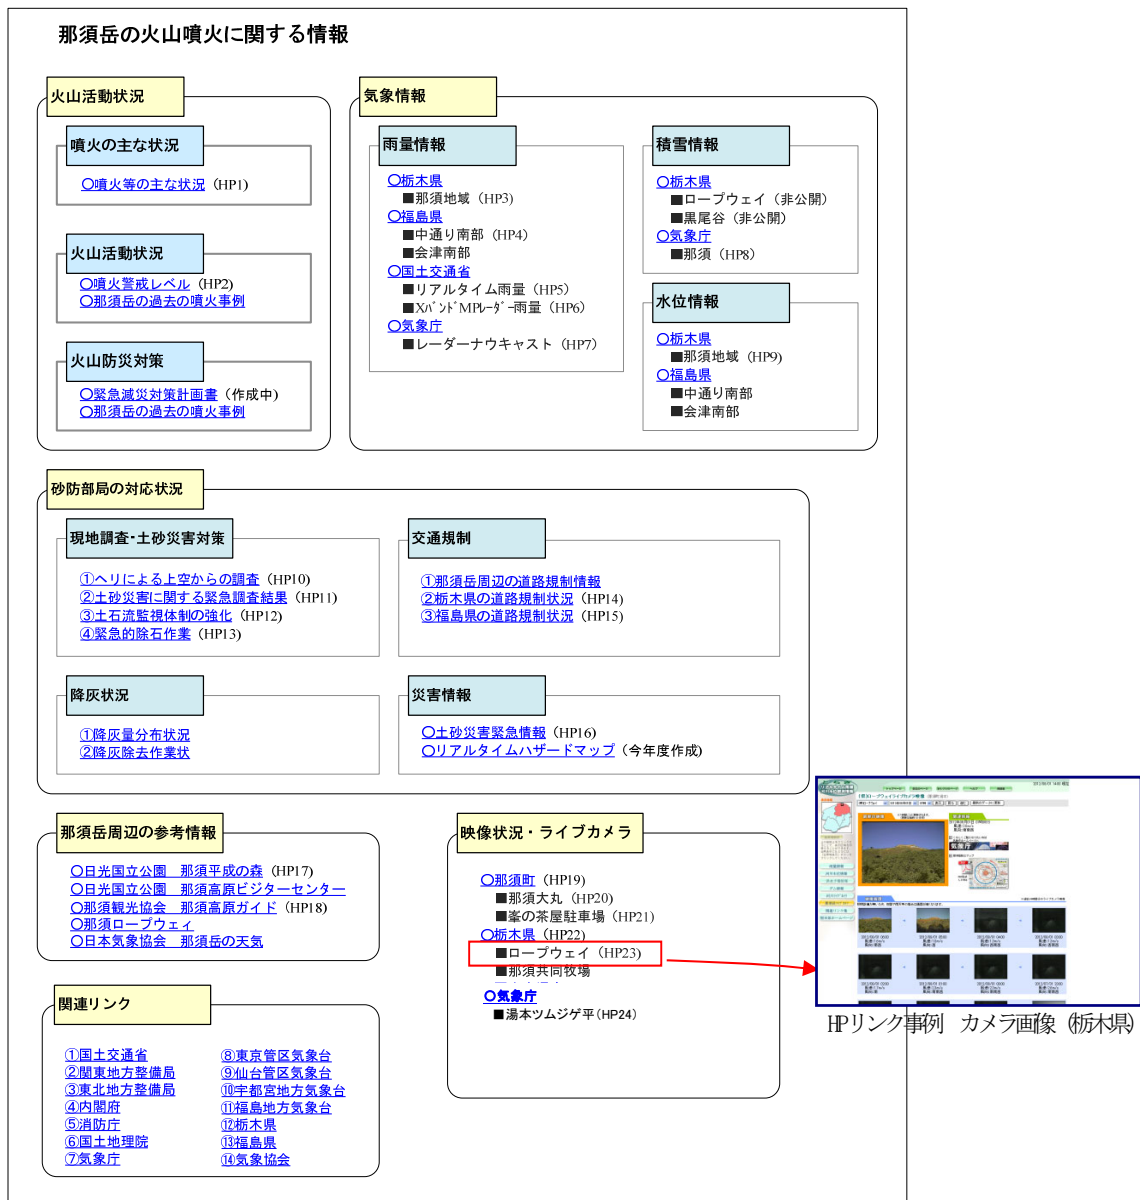 那須岳の火山噴火に関する情報
火山活動状況
噴火の主な状況
〇噴火等の主な状況 (HP1)
火山活動状況
〇噴火警戒レベル (HP2)
〇那須岳の過去の噴火事例
火山防災対策
〇緊急減災対策計画書 (作成中)
〇那須岳の過去の噴火事例
気象情報
雨量情報
〇栃木県
■那須地域 (HP3)
〇福島県
■中通り南部 (HP4)
■会津南部
〇国土交通省
■リアルタイム雨量 (HP5)
■XバンドMPレーダー雨量 (HP6)
〇気象庁
■レーダーナウキャスト (HP7)
積雪情報
〇栃木県
■ロープウェイ (非公開)
■黒尾谷 (非公開)
〇気象庁
■那須 (HP8)
水位情報
〇栃木県
■那須地域 (HP9)
〇福島県
■中通り南部
■会津南部
砂防部局の対応状況
現地調査・土砂災害対策
①ヘリによる上空からの調査 (HP10)
②土砂災害に関する緊急調査結果 (HP11)
③土石流監視体制の強化 (HP12)
④緊急的除石作業 (HP13)
交通規制
①那須岳周辺の道路規制情報
②栃木県の道路規制状況 (HP14)
③福島県の道路規制状況 (HP15)
降灰状況
①降灰量分布状況
②降灰除去作業状
災害情報
〇土砂災害緊急情報 (HP16)
〇リアルタイムハザードマップ (今年度作成)
那須岳周辺の参考情報
〇日光国立公園 那須平成の森 (HP17)
〇日光国立公園 那須高原ビジターセンター
〇那須観光協会 那須高原ガイド (HP18)
〇那須ロープウェィ
〇日本気象協会 那須岳の天気
映像状況・ライブカメラ
〇那須町 (HP19)
■那須大丸 (HP20)
■峯の茶屋駐車場 (HP21)
〇栃木県 (HP22)
■ロープウェイ (HP23)
■那須共同牧場
〇気象庁
■湯本ツムジゲ平(HP24)
HPリンク事例 カメラ画像 (栃木県)
関連リンク
①国土交通省
②関東地方整備局
③東北地方整備局
④内閣府
⑤消防庁
⑥国土地理院
⑦気象庁
⑧東京管区気象台
⑨仙台管区気象台
⑩宇都宮地方気象台
⑪福島地方気象台
⑫栃木県
⑬福島県
⑭気象協会